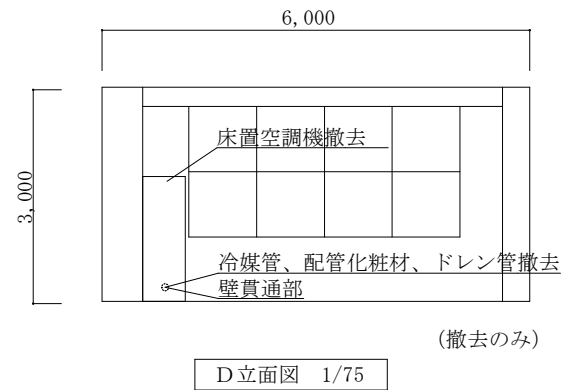 6,000
3,000
床置空調機撤去
冷媒管、配管化粧材、ドレン管撤去
壁貫通部
(撤去のみ)
D立面図 1/75